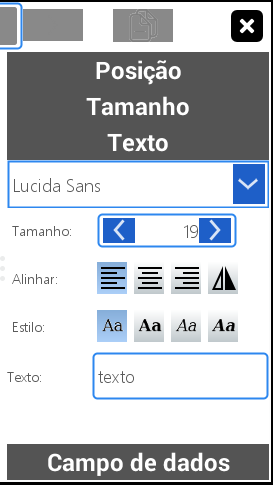 Posição
Tamanho
Texto
Lucida Sans
Tamanho: 19
Alinhar:
Estilo: Aa Aa Aa Aa
Texto: texto
Campo de dados